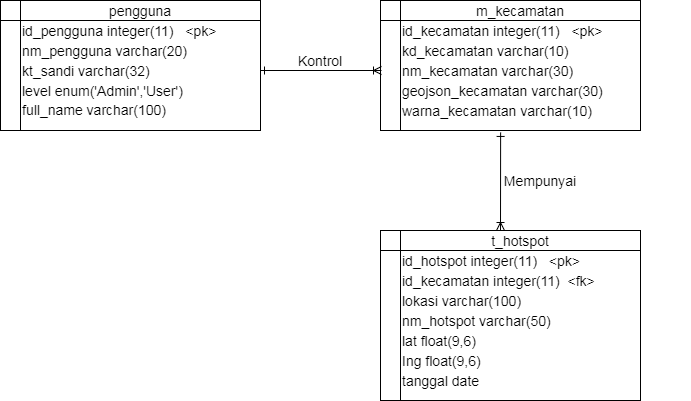 pengguna
id_pengguna integer(11) <pk>
nm_pengguna varchar(20)
kt_sandi varchar(32)
level enum('Admin','User')
full_name varchar(100)
Kontrol
m_kecamatan
id_kecamatan integer(11) <pk>
kd_kecamatan varchar(10)
nm_kecamatan varchar(30)
geojson_kecamatan varchar(30)
warna_kecamatan varchar(10)
Mempunyai
t_hotspot
id_hotspot integer(11) <pk>
id_kecamatan integer(11) <fk>
lokasi varchar(100)
nm_hotspot varchar(50)
lat float(9,6)
lng float(9,6)
tanggal date